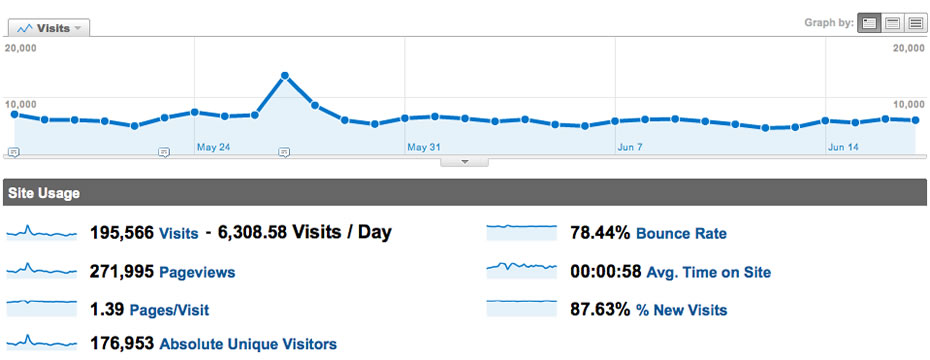 Visits
Graph by:
20,000 20,000
10,000 10,000
May 24 May 31 Jun 7 Jun 14
Site Usage
195,566 Visits - 6,308.58 Visits / Day
78.44% Bounce Rate
271,995 Pageviews
00:00:58 Avg. Time on Site
1.39 Pages/Visit
87.63% % New Visits
176,953 Absolute Unique Visitors